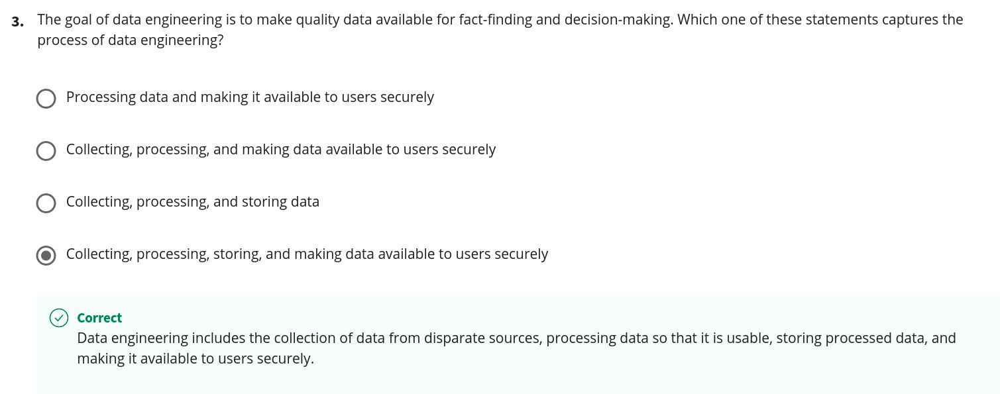 3. The goal of data engineering is to make quality data available for fact-finding and decision-making. Which one of these statements captures the
process of data engineering?
Processing data and making it available to users securely
Collecting, processing, and making data available to users securely
Collecting, processing, and storing data
Collecting, processing, storing, and making data available to users securely
Correct
Data engineering includes the collection of data from disparate sources, processing data so that it is usable, storing processed data, and
making it available to users securely.